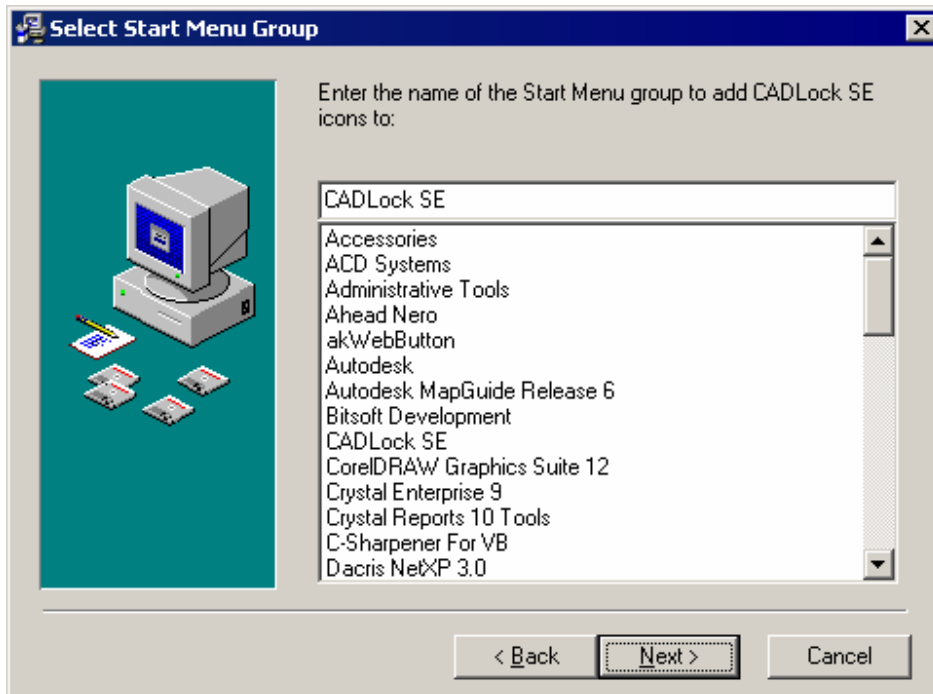 Select Start Menu Group
Enter the name of the Start Menu group to add CADLock SE
icons to:
CADLock SE
Accessories
ACD Systems
Administrative Tools
Ahead Nero
akWebButton
Autodesk
Autodesk MapGuide Release 6
Bitsoft Development
CADLock SE
CorelDRAW Graphics Suite 12
Crystal Enterprise 9
Crystal Reports 10 Tools
C-Sharpener For VB
Dacris NetXP 3.0
< Back Next > Cancel